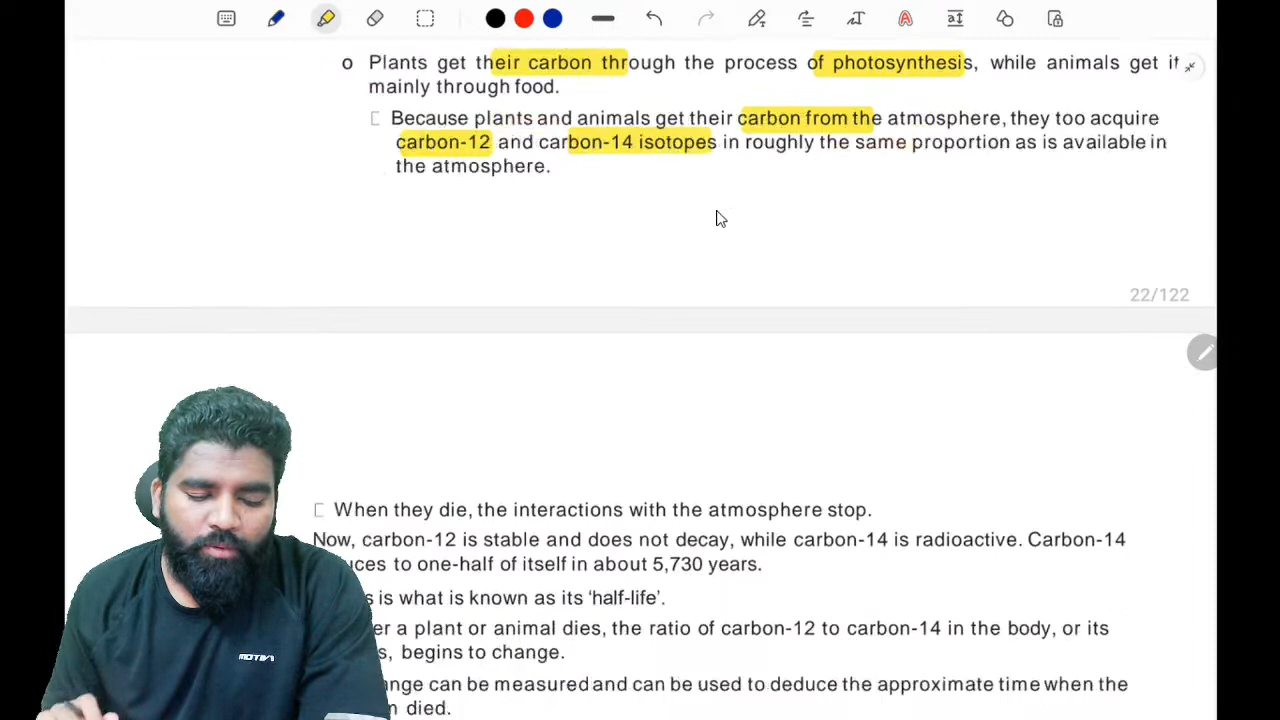 o Plants get their carbon through the process of photosynthesis, while animals get it
mainly through food.
Because plants and animals get their carbon from the atmosphere, they too acquire
carbon-12 and carbon-14 isotopes in roughly the same proportion as is available in
the atmosphere.
22/122
When they die, the interactions with the atmosphere stop.
Now, carbon-12 is stable and does not decay, while carbon-14 is radioactive. Carbon-14
to one-half of itself in about 5,730 years.
is what is known as its ‘half-life’.
a plant or animal dies, the ratio of carbon-12 to carbon-14 in the body, or its
begins to change.
can be measured and can be used to deduce the approximate time when the
died.